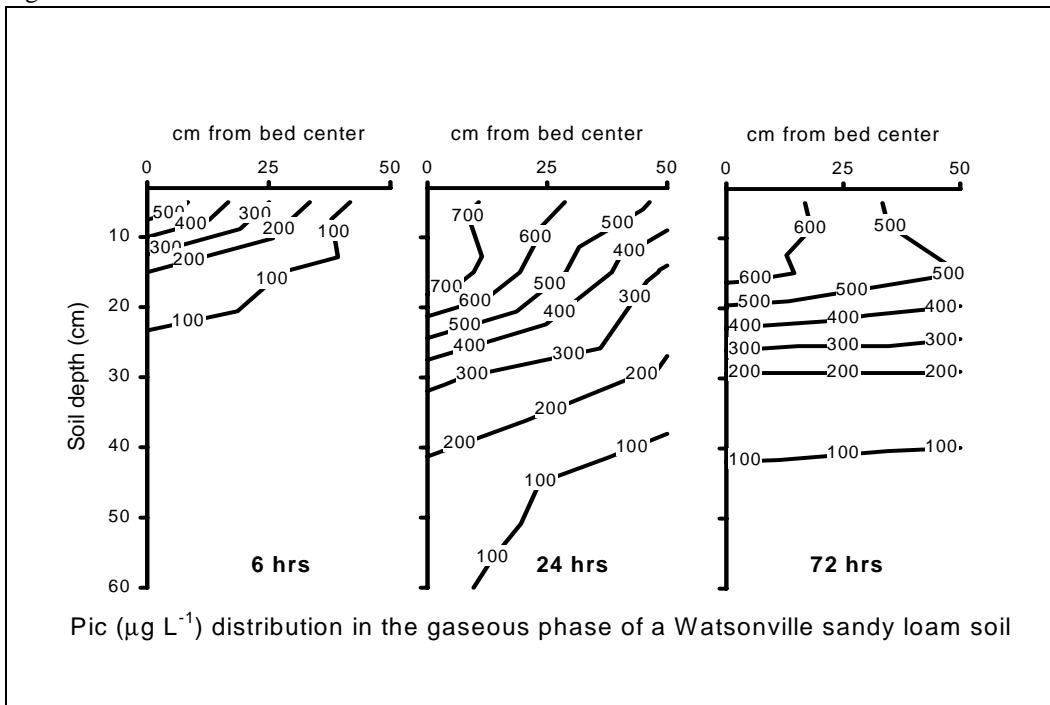 cm from bed center
cm from bed center
cm from bed center
0 25 50
0 25 50
0 25 50
Soil depth (cm)
10
20
30
40
50
60
500
400
300
300
200
200
100
100
100
6 hrs
700
700
600
600
500
500
500
400
400
400
300
300
300
200
200
200
100
100
100
24 hrs
600
500
600
500 500 500
400 400 400
300 300 300
200 200 200
100 100 100
72 hrs
Pic (µg L⁻¹) distribution in the gaseous phase of a Watsonville sandy loam soil